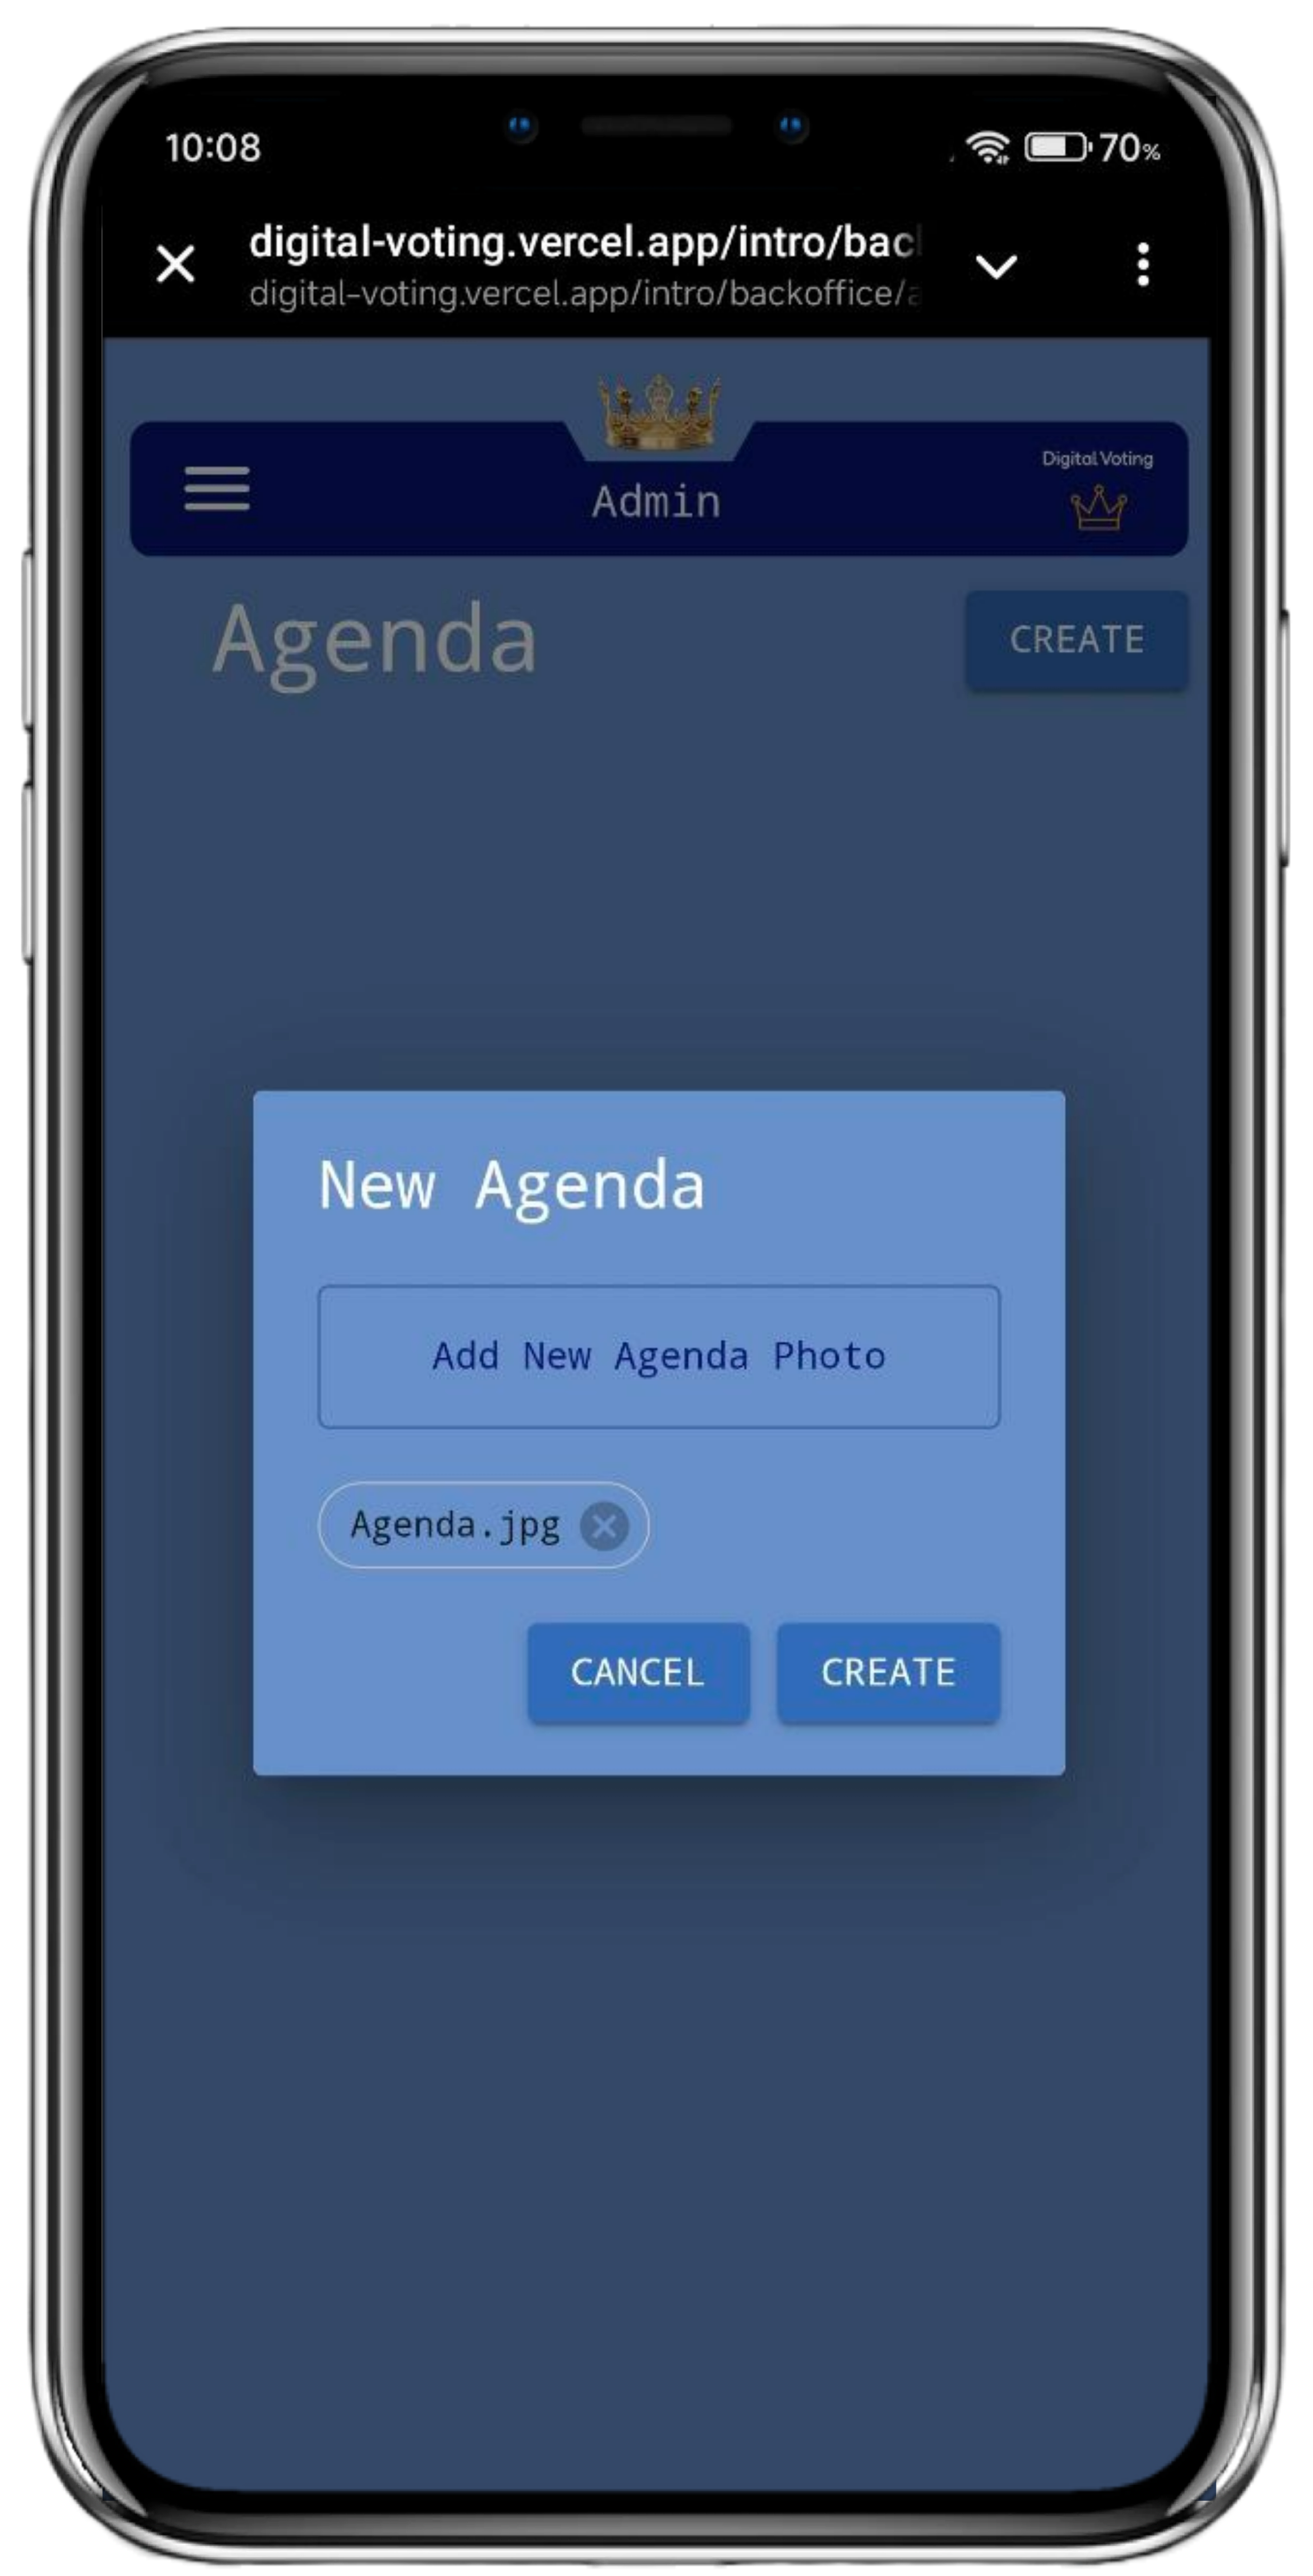 10:08
70%
digital-voting.vercel.app/intro/bac
digital-voting.vercel.app/intro/backoffice/a
Digital Voting
Admin
Agenda
CREATE
New Agenda
Add New Agenda Photo
Agenda.jpg
CANCEL
CREATE